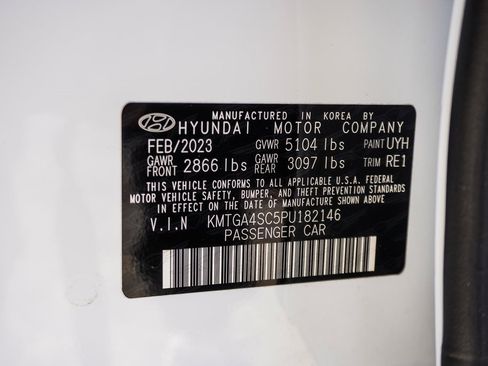 MANUFACTURED IN KOREA BY
HYUNDAI MOTOR COMPANY
FEB/2023 GVWR 5104 lbs PAINT UYH
GAWR FRONT 2866 lbs GAWR REAR 3097 lbs TRIM RE1
THIS VEHICLE CONFORMS TO ALL APPLICABLE U.S.A. FEDERAL
MOTOR VEHICLE SAFETY, BUMPER, AND THEFT PREVENTION STANDARDS
IN EFFECT ON THE DATE OF MANUFACTURE SHOWN ABOVE.
V.I.N KMTGA4SC5PU182146
PASSENGER CAR